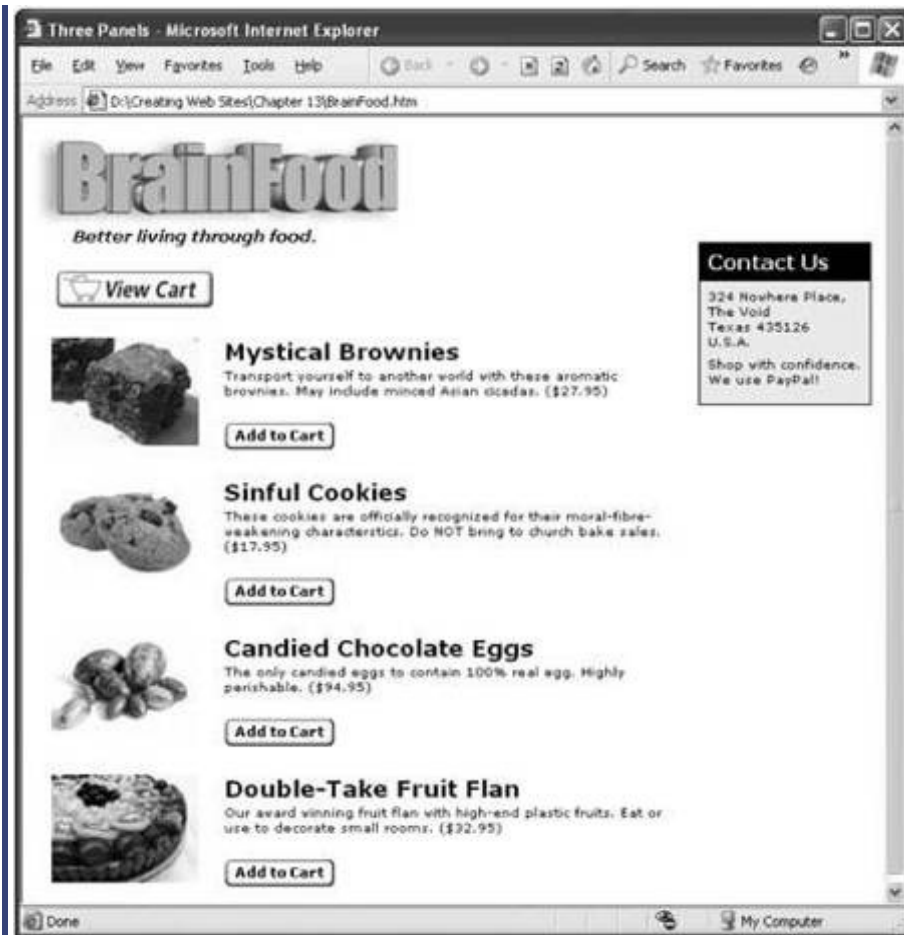 Three Panels - Microsoft Internet Explorer
File Edit View Favorites Tools Help Back Search Favorites »
Address D:\Creating Web Sites\Chapter 13\BrainFood.htm
BrainFood
Better living through food.
View Cart
Contact Us
324 Nowhere Place,
The Void
Texas 435126
U.S.A.
Shop with confidence.
We use PayPal!
Mystical Brownies
Transport yourself to another world with these aromatic
brownies. May include minced Asian cicadas. ($27.95)
Add to Cart
Sinful Cookies
These cookies are officially recognized for their moral-fibre-
weakening characterstics. Do NOT bring to church bake sales.
($17.95)
Add to Cart
Candied Chocolate Eggs
The only candied eggs to contain 100% real egg. Highly
perishable. ($94.95)
Add to Cart
Double-Take Fruit Flan
Our award winning fruit flan with high-end plastic fruits. Eat or
use to decorate small rooms. ($32.95)
Add to Cart
Done
My Computer